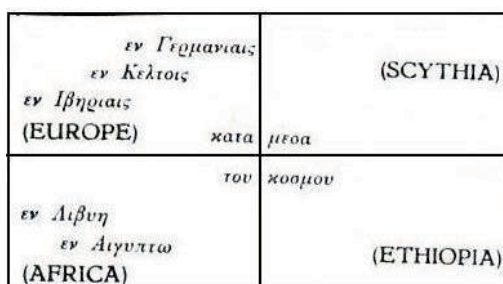 εν Γερμανιαις
εν Κελτοις
(SCYTHIA)
εν Ιβηριαις
(EUROPE) κατα μεσα
του κοσμου
εν Λιβυη
εν Αιγυπτω
(ETHIOPIA)
(AFRICA)